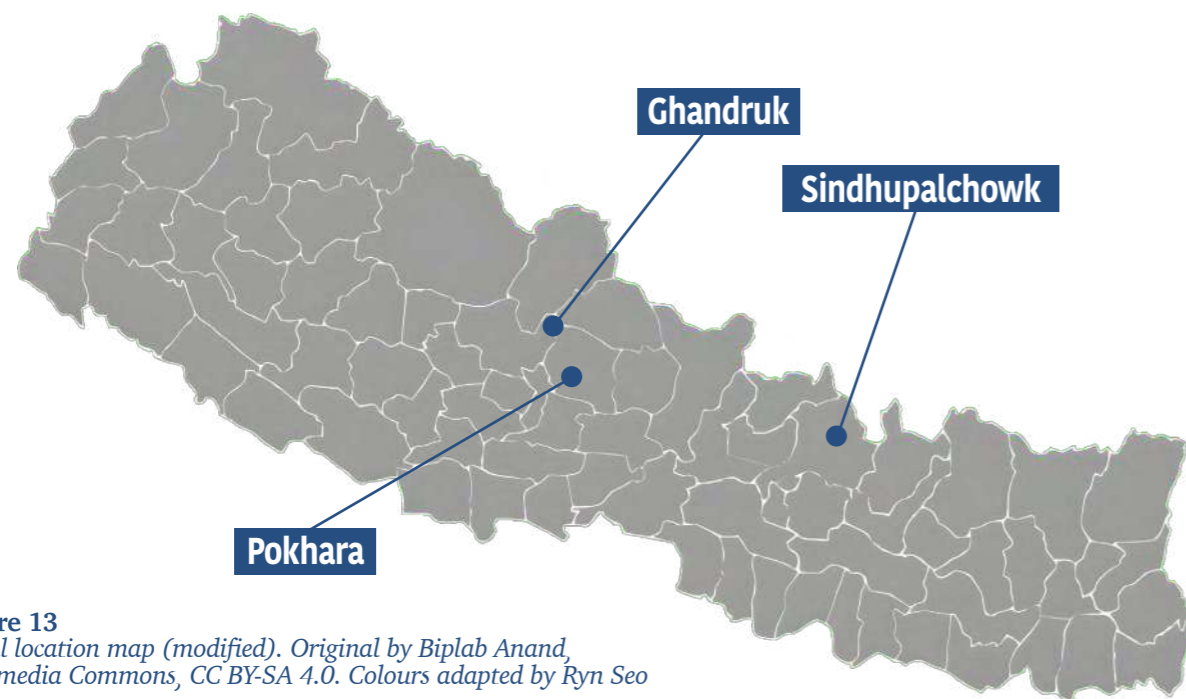 Ghandruk
Sindhupalchowk
Pokhara
re 13
l location map (modified). Original by Biplab Anand,
media Commons, CC BY-SA 4.0. Colours adapted by Ryn Seo